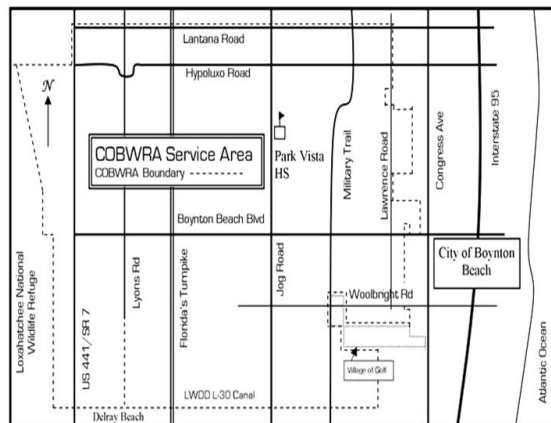 Lantana Road
Hypoluxo Road
N
COBWRA Service Area
COBWRA Boundary
Park Vista
HS
Military Trail
Lawrence Road
Congress Ave
Interstate 95
Boynton Beach Blvd
City of Boynton
Beach
Loxahatchee National
Wildlife Refuge
US 441/SR 7
Lyons Rd
Florida's Turnpike
Jog Road
Woolbright Rd
Village of Golf
LWDD L-30 Canal
Delray Beach
Atlantic Ocean